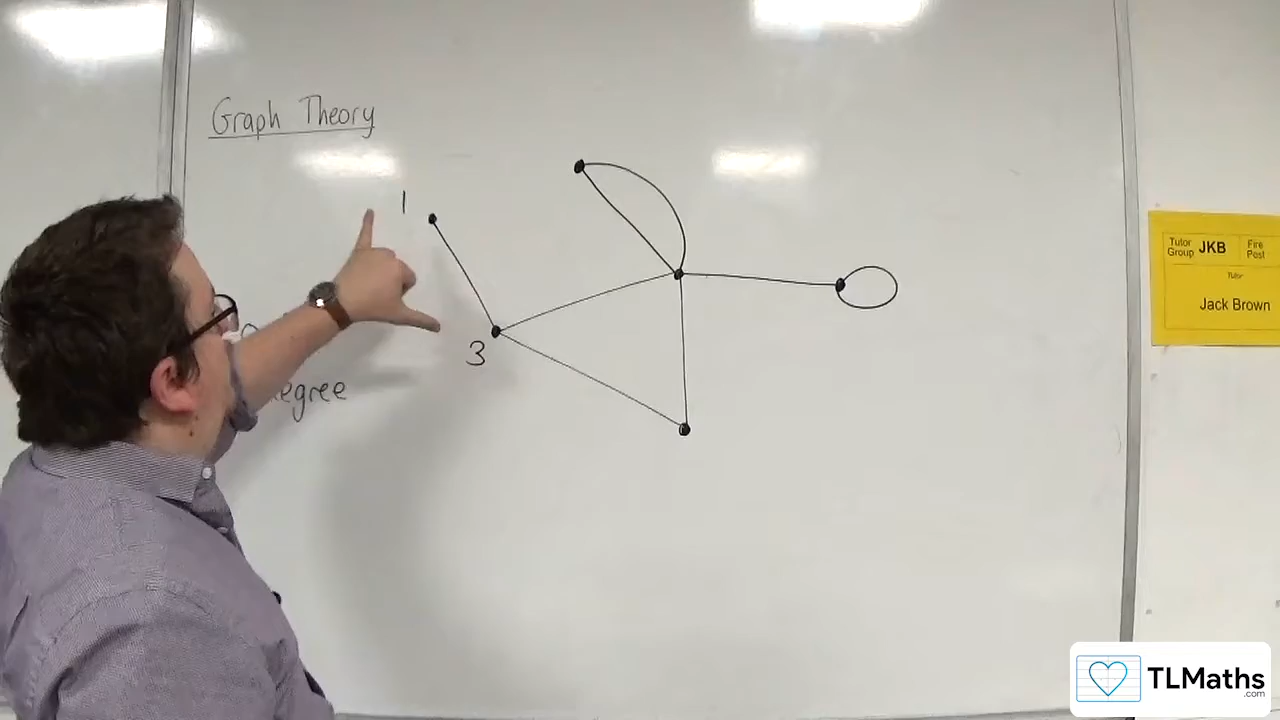 Graph Theory
1
3
egree
Tutor Group JKB Fire Post
Tutor
Jack Brown
TLMaths
.com